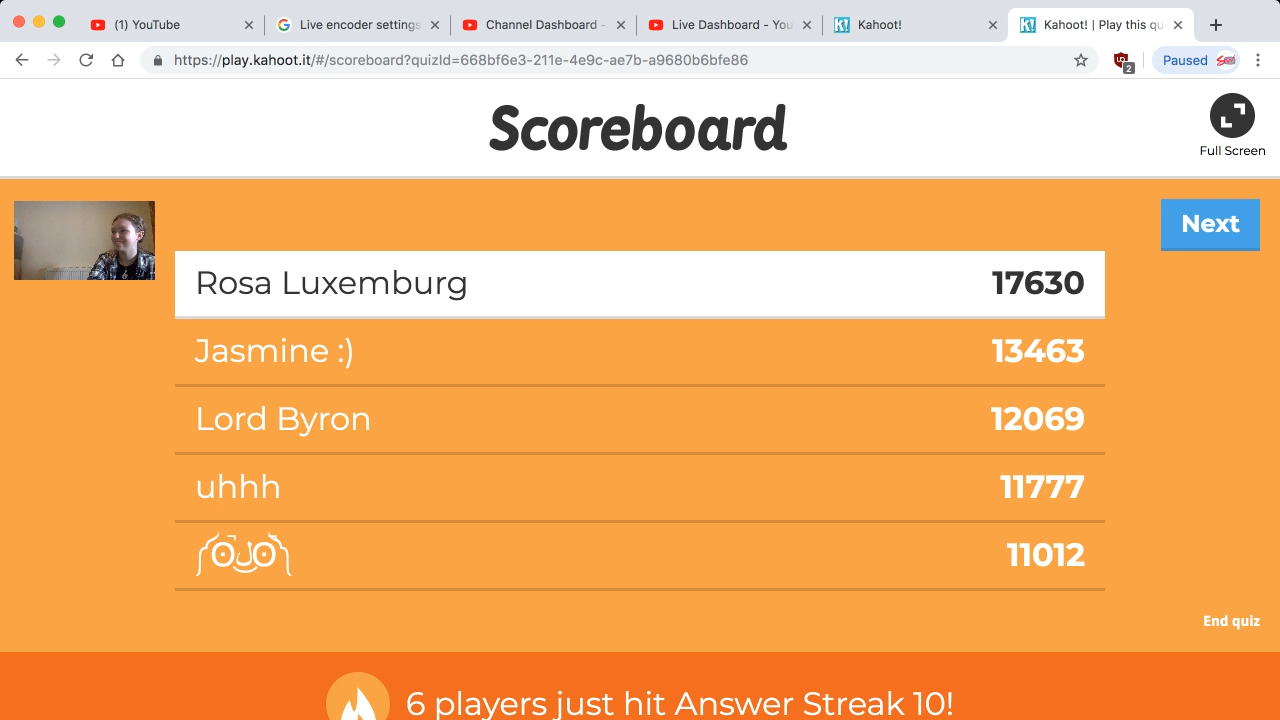 (1) YouTube
Live encoder settings
Channel Dashboard -
Live Dashboard - You
Kahoot!
Kahoot! | Play this qu
https://play.kahoot.it/#/scoreboard?quizId=668bf6e3-211e-4e9c-ae7b-a9680b6bfe86
2
Paused
Scoreboard
Full Screen
Next
Rosa Luxemburg 17630
Jasmine :) 13463
Lord Byron 12069
uhhh 11777
11012
End quiz
6 players just hit Answer Streak 10!